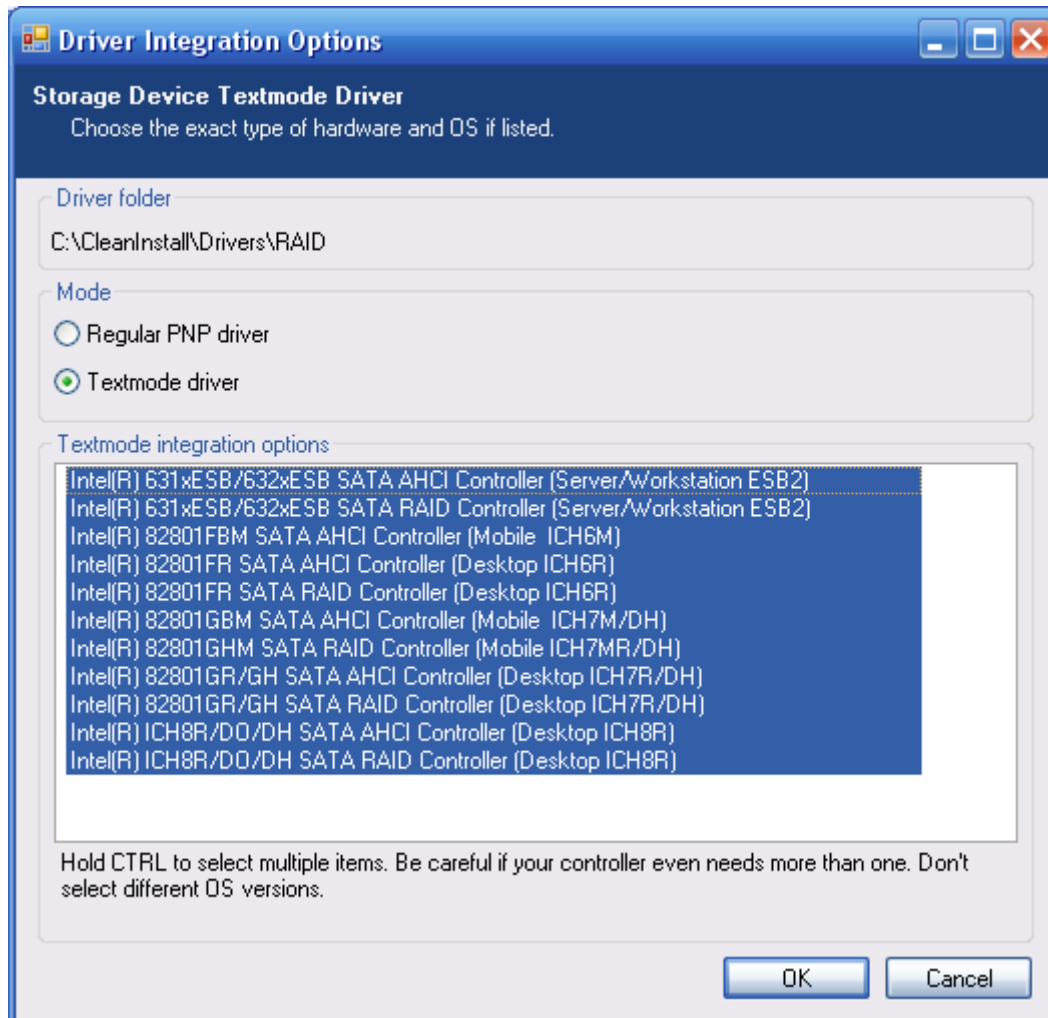 Driver Integration Options
Storage Device Textmode Driver
Choose the exact type of hardware and OS if listed.
Driver folder
C:\CleanInstall\Drivers\RAID
Mode
Regular PNP driver
Textmode driver
Textmode integration options
Intel(R) 631xESB/632xESB SATA AHCI Controller (Server/Workstation ESB2)
Intel(R) 631xESB/632xESB SATA RAID Controller (Server/Workstation ESB2)
Intel(R) 82801FBM SATA AHCI Controller (Mobile  ICH6M)
Intel(R) 82801FR SATA AHCI Controller (Desktop ICH6R)
Intel(R) 82801FR SATA RAID Controller (Desktop ICH6R)
Intel(R) 82801GBM SATA AHCI Controller (Mobile  ICH7M/DH)
Intel(R) 82801GHM SATA RAID Controller (Mobile ICH7MR/DH)
Intel(R) 82801GR/GH SATA AHCI Controller (Desktop ICH7R/DH)
Intel(R) 82801GR/GH SATA RAID Controller (Desktop ICH7R/DH)
Intel(R) ICH8R/DO/DH SATA AHCI Controller (Desktop ICH8R)
Intel(R) ICH8R/DO/DH SATA RAID Controller (Desktop ICH8R)
Hold CTRL to select multiple items. Be careful if your controller even needs more than one. Don't
select different OS versions.
OK
Cancel